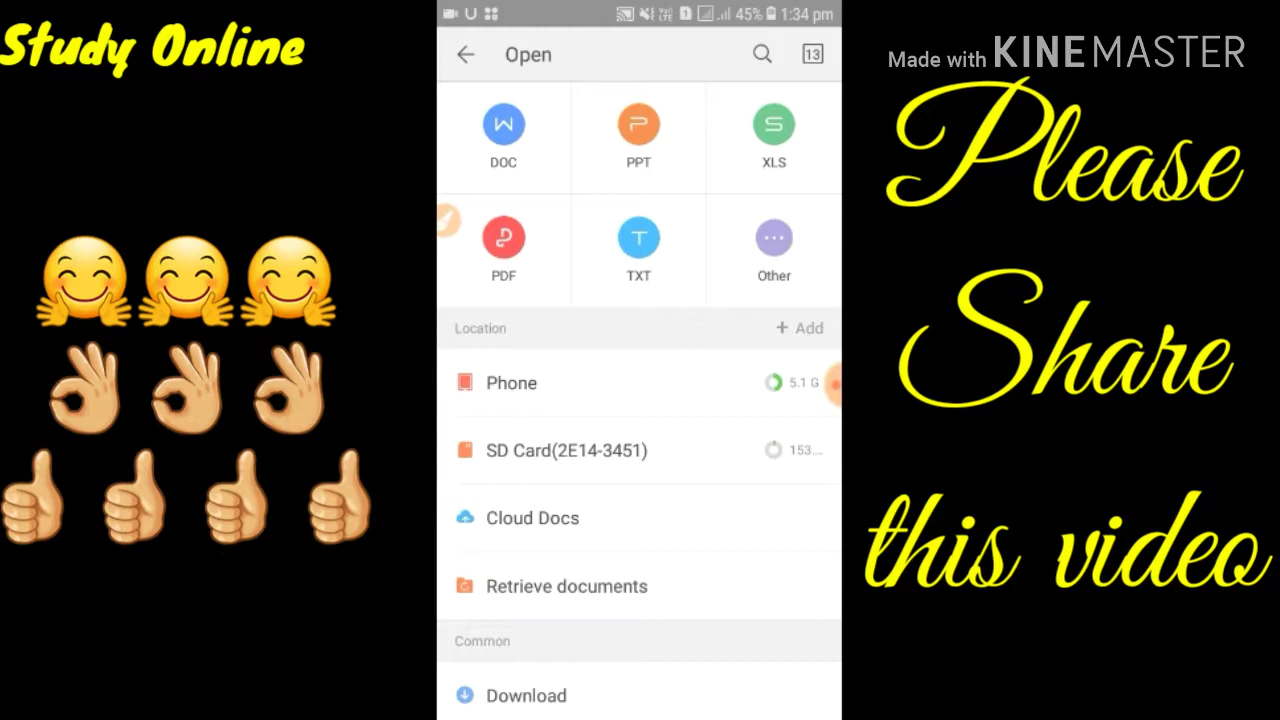 Study Online
45% 1:34 pm
Open
13
DOC
PPT
XLS
PDF
TXT
Other
Location
+ Add
Phone
5.1 G
SD Card(2E14-3451)
153...
Cloud Docs
Retrieve documents
Common
Download
Made with KINEMASTER
Please
Share
this video